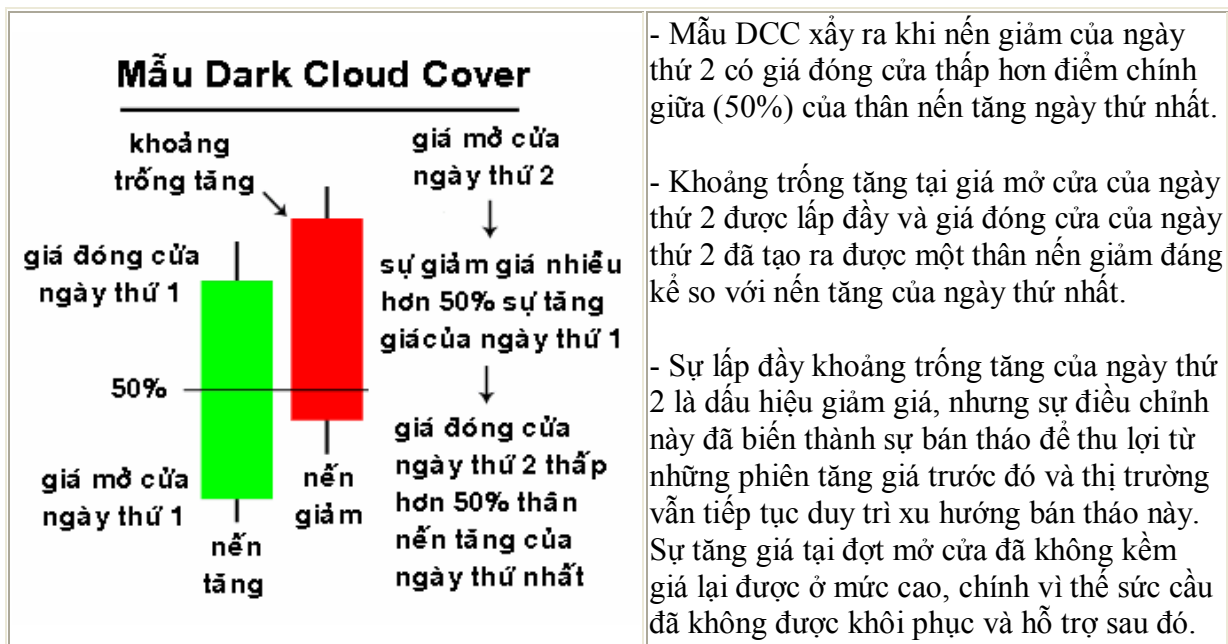 Mẫu Dark Cloud Cover
khoảng
trống tăng
giá mở cửa
ngày thứ 2
giá đóng cửa
ngày thứ 1
sự giảm giá nhiều
hơn 50% sự tăng
giácủa ngày thứ 1
50%
giá đóng cửa
ngày thứ 2 thấp
hơn 50% thân
nến tăng của
ngày thứ nhất
giá mở cửa
ngày thứ 1
nến
giảm
nến
tăng
- Mẫu DCC xẩy ra khi nến giảm của ngày
thứ 2 có giá đóng cửa thấp hơn điểm chính
giữa (50%) của thân nến tăng ngày thứ nhất.
- Khoảng trống tăng tại giá mở cửa của ngày
thứ 2 được lấp đầy và giá đóng cửa của ngày
thứ 2 đã tạo ra được một thân nến giảm đáng
kể so với nến tăng của ngày thứ nhất.
- Sự lấp đầy khoảng trống tăng của ngày thứ
2 là dấu hiệu giảm giá, nhưng sự điều chỉnh
này đã biến thành sự bán tháo để thu lợi từ
những phiên tăng giá trước đó và thị trường
vẫn tiếp tục duy trì xu hướng bán tháo này.
Sự tăng giá tại đợt mở cửa đã không kềm
giá lại được ở mức cao, chính vì thế sức cầu
đã không được khôi phục và hỗ trợ sau đó.